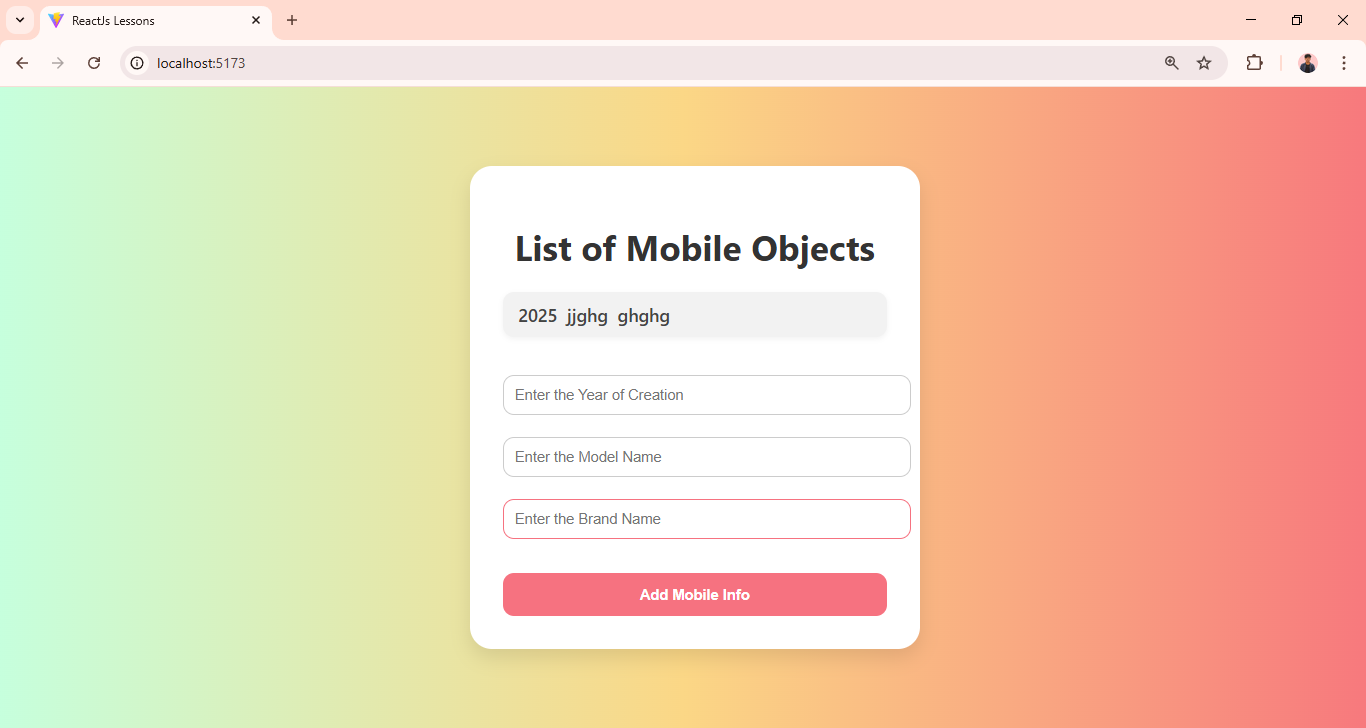 ReactJs Lessons
localhost:5173
List of Mobile Objects
2025 jjghg ghghg
Enter the Year of Creation
Enter the Model Name
Enter the Brand Name
Add Mobile Info